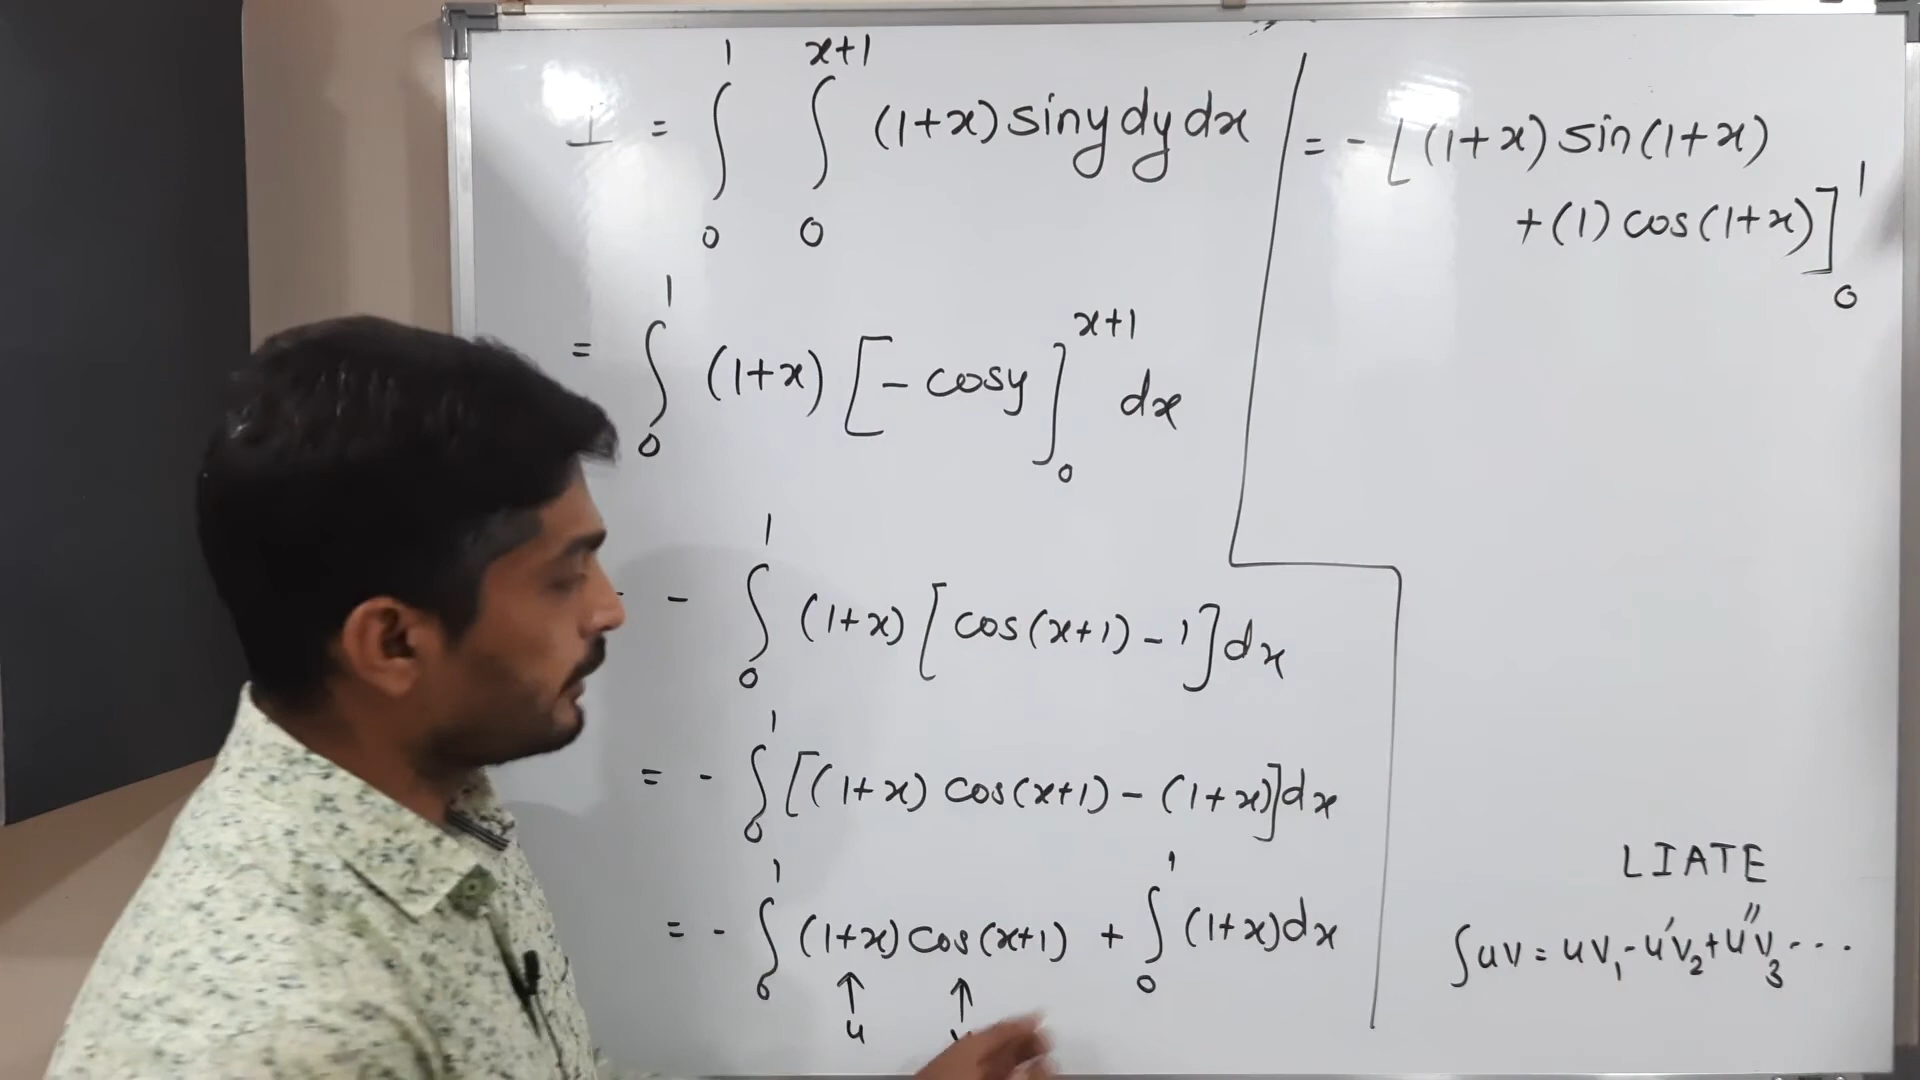 I = ∫₀¹ ∫₀ˣ⁺¹ (1+x) siny dy dx
= ∫₀¹ (1+x) [- cosy]₀ˣ⁺¹ dx
- ∫₀¹ (1+x) [cos(x+1) - 1] dx
= - ∫₀¹ [(1+x) cos(x+1) - (1+x)] dx
= - ∫₀¹ (1+x) cos(x+1) + ∫₀¹ (1+x) dx
↑ ↑
u
= - [(1+x) sin(1+x)
+ (1) cos(1+x)]₀¹
LIATE
∫uv = uv₁ - u'v₂ + u''v₃ ...